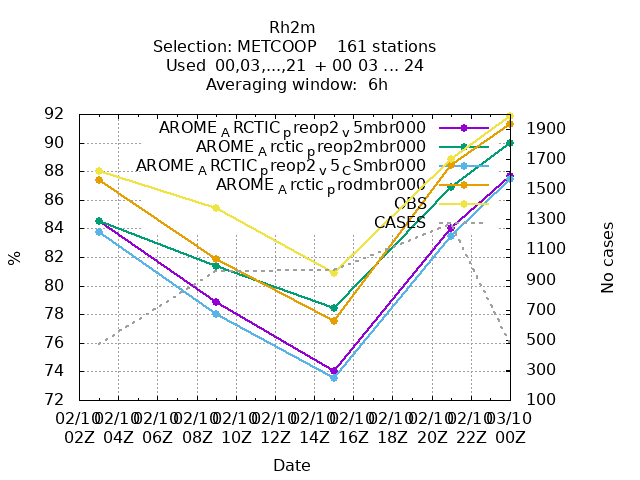 Rh2m
Selection: METCOOP    161 stations
Used  00,03,...,21  + 00 03 ... 24
Averaging window:  6h
92
90
88
86
84
82
80
78
76
74
72
%
AROME_ARCTIC_preop2_v5mbr000
AROME_Arctic_preop2mbr000
AROME_ARCTIC_preop2_v5_CSmbr000
AROME_Arctic_prodmbr000
OBS
CASES
1900
1700
1500
1300
1100
900
700
500
300
100
No cases
02/10 02/10 02/10 02/10 02/10 02/10 02/10 02/10 02/10 02/10 02/10 03/10
02Z 04Z 06Z 08Z 10Z 12Z 14Z 16Z 18Z 20Z 22Z 00Z
Date